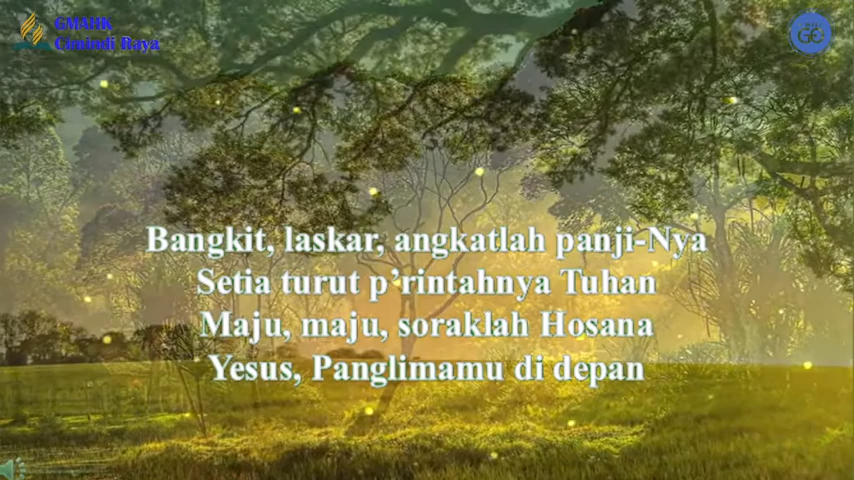 GMAHK
Cimindi Raya
GC
Bangkit, laskar, angkatlah panji-Nya
Setia turut p’rintahnya Tuhan
Maju, maju, soraklah Hosana
Yesus, Panglimamu di depan